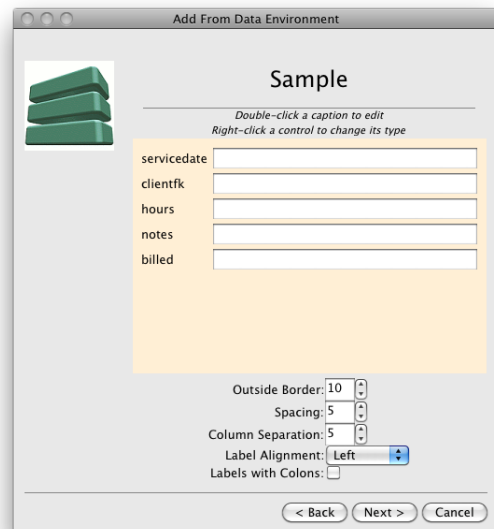 Add From Data Environment
Sample
Double-click a caption to edit
Right-click a control to change its type
servicedate
clientfk
hours
notes
billed
Outside Border: 10
Spacing: 5
Column Separation: 5
Label Alignment: Left
Labels with Colons:
< Back Next > Cancel